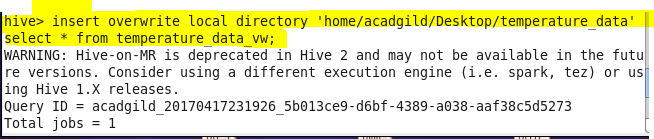 hive> insert overwrite local directory 'home/acadgild/Desktop/temperature_data'
select * from temperature_data_vw;
WARNING: Hive-on-MR is deprecated in Hive 2 and may not be available in the futu
re versions. Consider using a different execution engine (i.e. spark, tez) or us
ing Hive 1.X releases.
Query ID = acadgild_20170417231926_5b013ce9-d6bf-4389-a038-aaf38c5d5273
Total jobs = 1